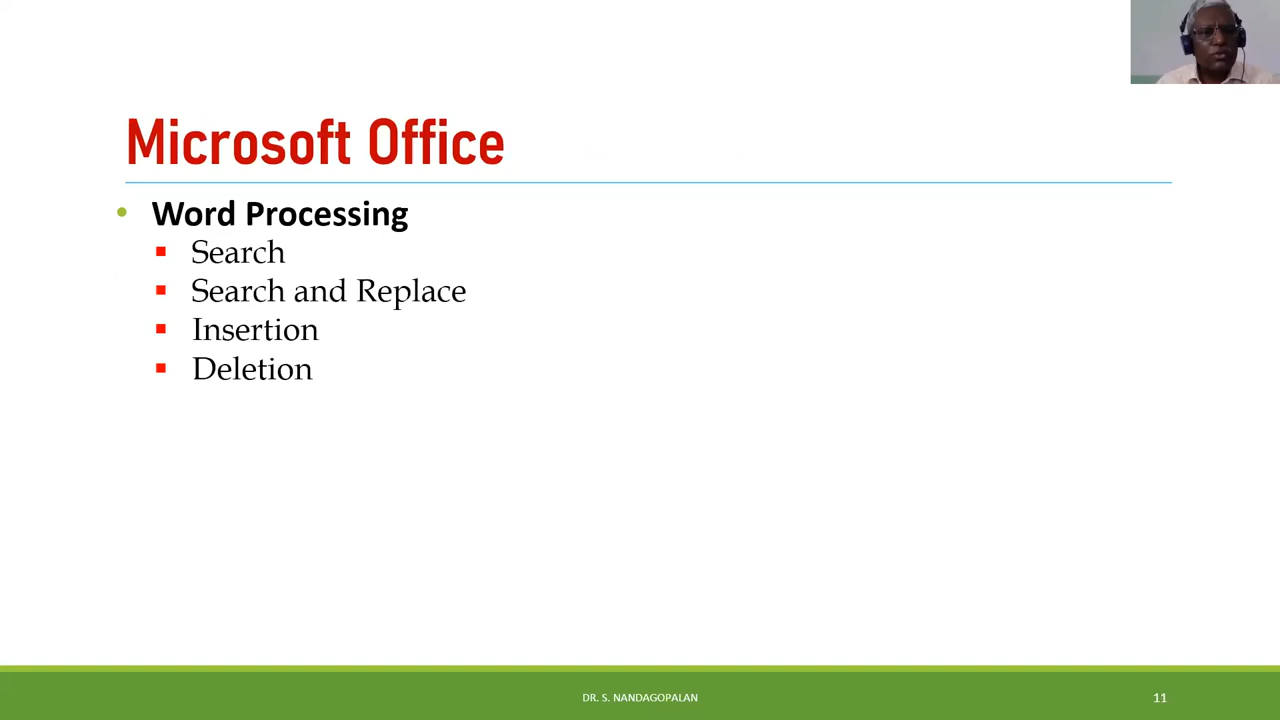 Microsoft Office
• Word Processing
▪ Search
▪ Search and Replace
▪ Insertion
▪ Deletion
DR. S. NANDAGOPALAN
11